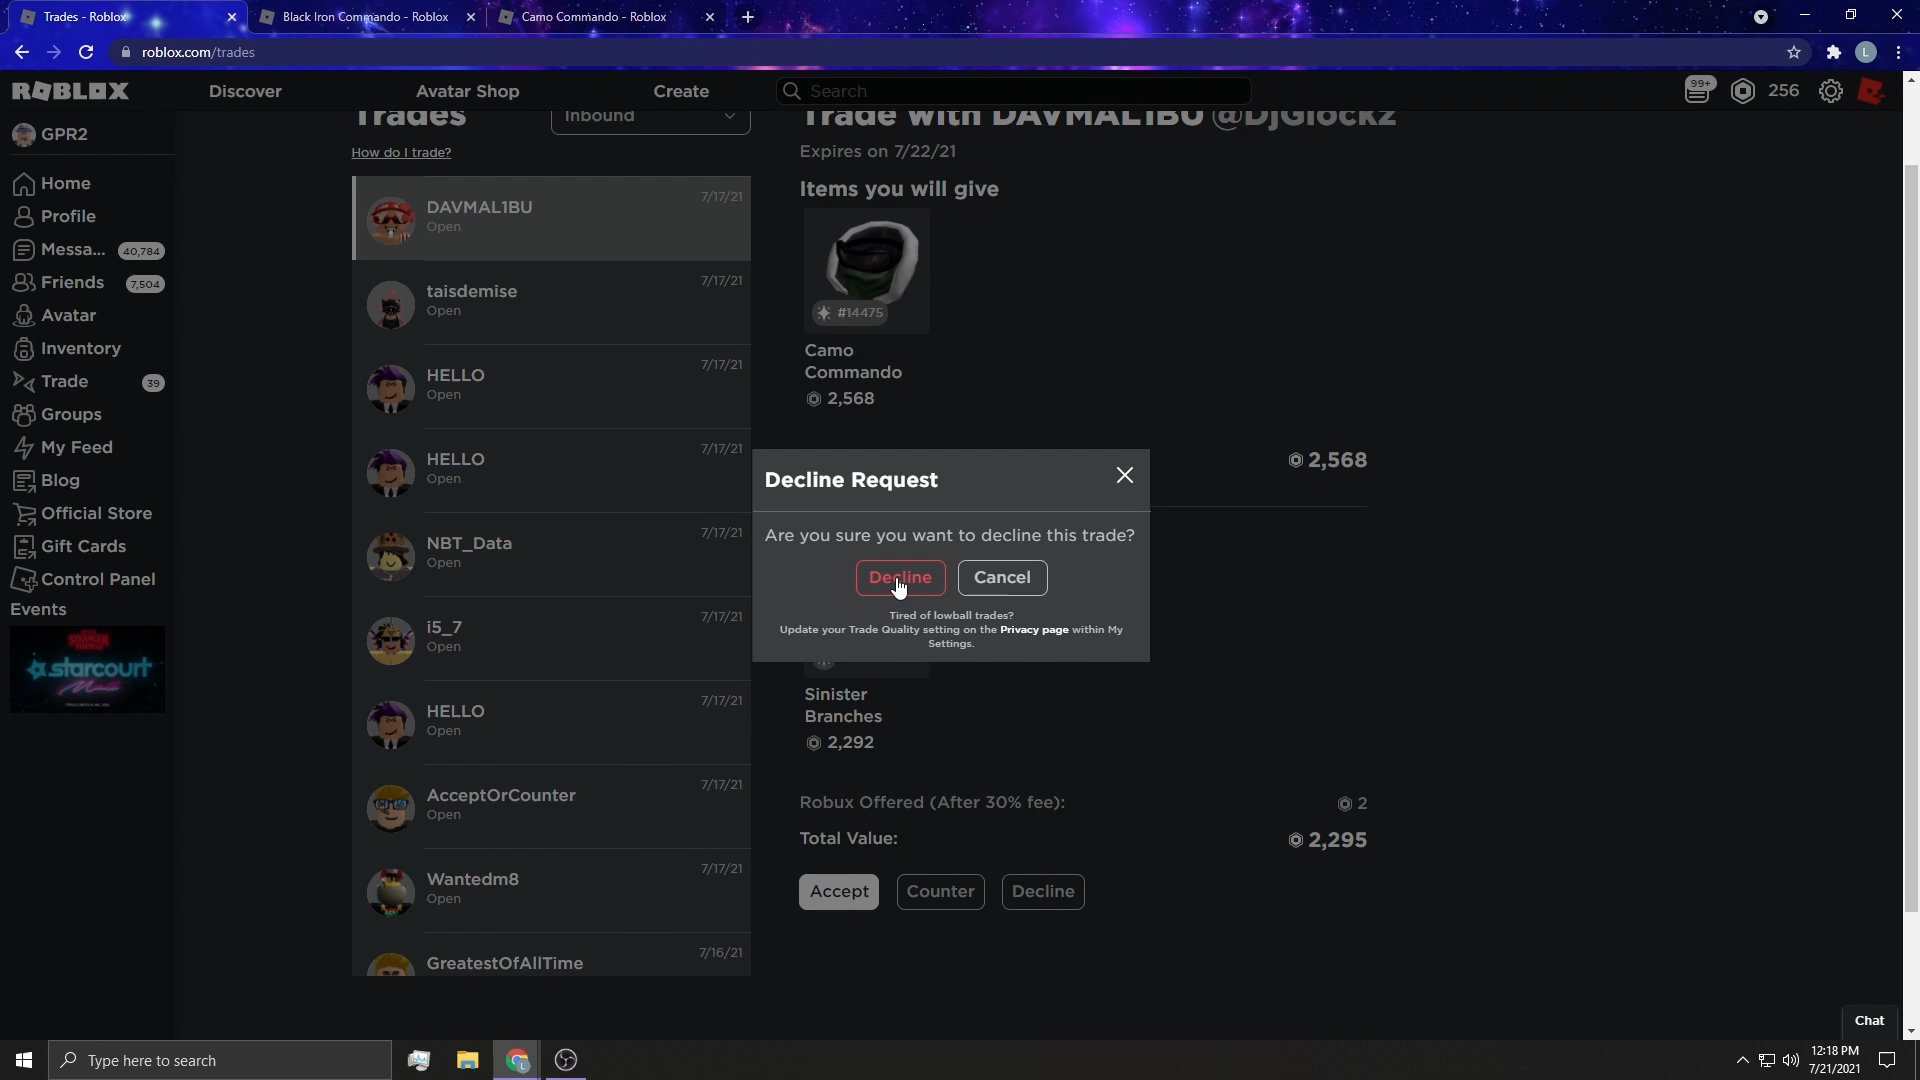 Trades - Roblox
Black Iron Commando - Roblox
Camo Commando - Roblox
roblox.com/trades
L
ROBLOX
Discover
Avatar Shop
Create
Search
99+
256
GPR2
Home
Profile
Messa... 40,784
Friends 7,504
Avatar
Inventory
Trade 39
Groups
My Feed
Blog
Official Store
Gift Cards
Control Panel
Events
starcourt
Trades
Inbound
How do I trade?
DAVMAL1BU 7/17/21
Open
taisdemise 7/17/21
Open
HELLO 7/17/21
Open
HELLO 7/17/21
Open
NBT_Data 7/17/21
Open
i5_7 7/17/21
Open
HELLO 7/17/21
Open
AcceptOrCounter 7/17/21
Open
Wantedm8 7/17/21
Open
GreatestOfAllTime 7/16/21
Trade with DAVMAL1BU @DjGlockz
Expires on 7/22/21
Items you will give
#14475
Camo
Commando
2,568
2,568
Decline Request
Are you sure you want to decline this trade?
Decline
Cancel
Tired of lowball trades?
Update your Trade Quality setting on the Privacy page within My
Settings.
Sinister
Branches
2,292
Robux Offered (After 30% fee): 2
Total Value: 2,295
Accept
Counter
Decline
Chat
Type here to search
L
12:18 PM
7/21/2021